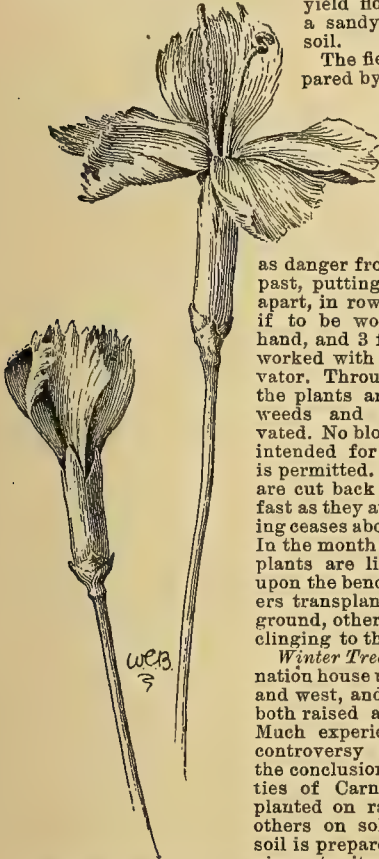 yield flo
a sandy
soil.
The fie
pared by
as danger fro
past, putting
apart, in row
if to be wo
hand, and 3 f
worked with
vator. Throu
the plants ar
weeds and
vated. No blo
intended for
is permitted.
are cut back
fast as they a
ing ceases abo
In the month
plants are li
upon the benc
ers transplan
ground, other
clinging to th
W.C.B.
Winter Tre
nation house r
and west, and
both raised a
Much experie
controversy
the conclusion
ties of Carn
planted on ra
others on so
soil is prepare